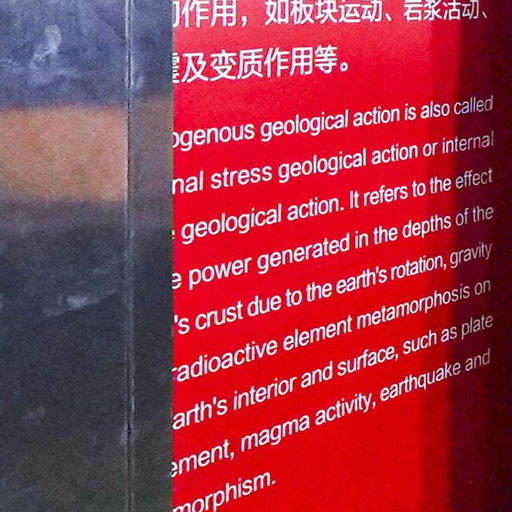 作用，如板块运动、岩浆活动、
及变质作用等。
ogenous geological action is also called
nal stress geological action or internal
geological action. It refers to the effect
e power generated in the depths of the
's crust due to the earth's rotation, gravity
radioactive element metamorphosis on
arth's interior and surface, such as plate
ement, magma activity, earthquake and
morphism.